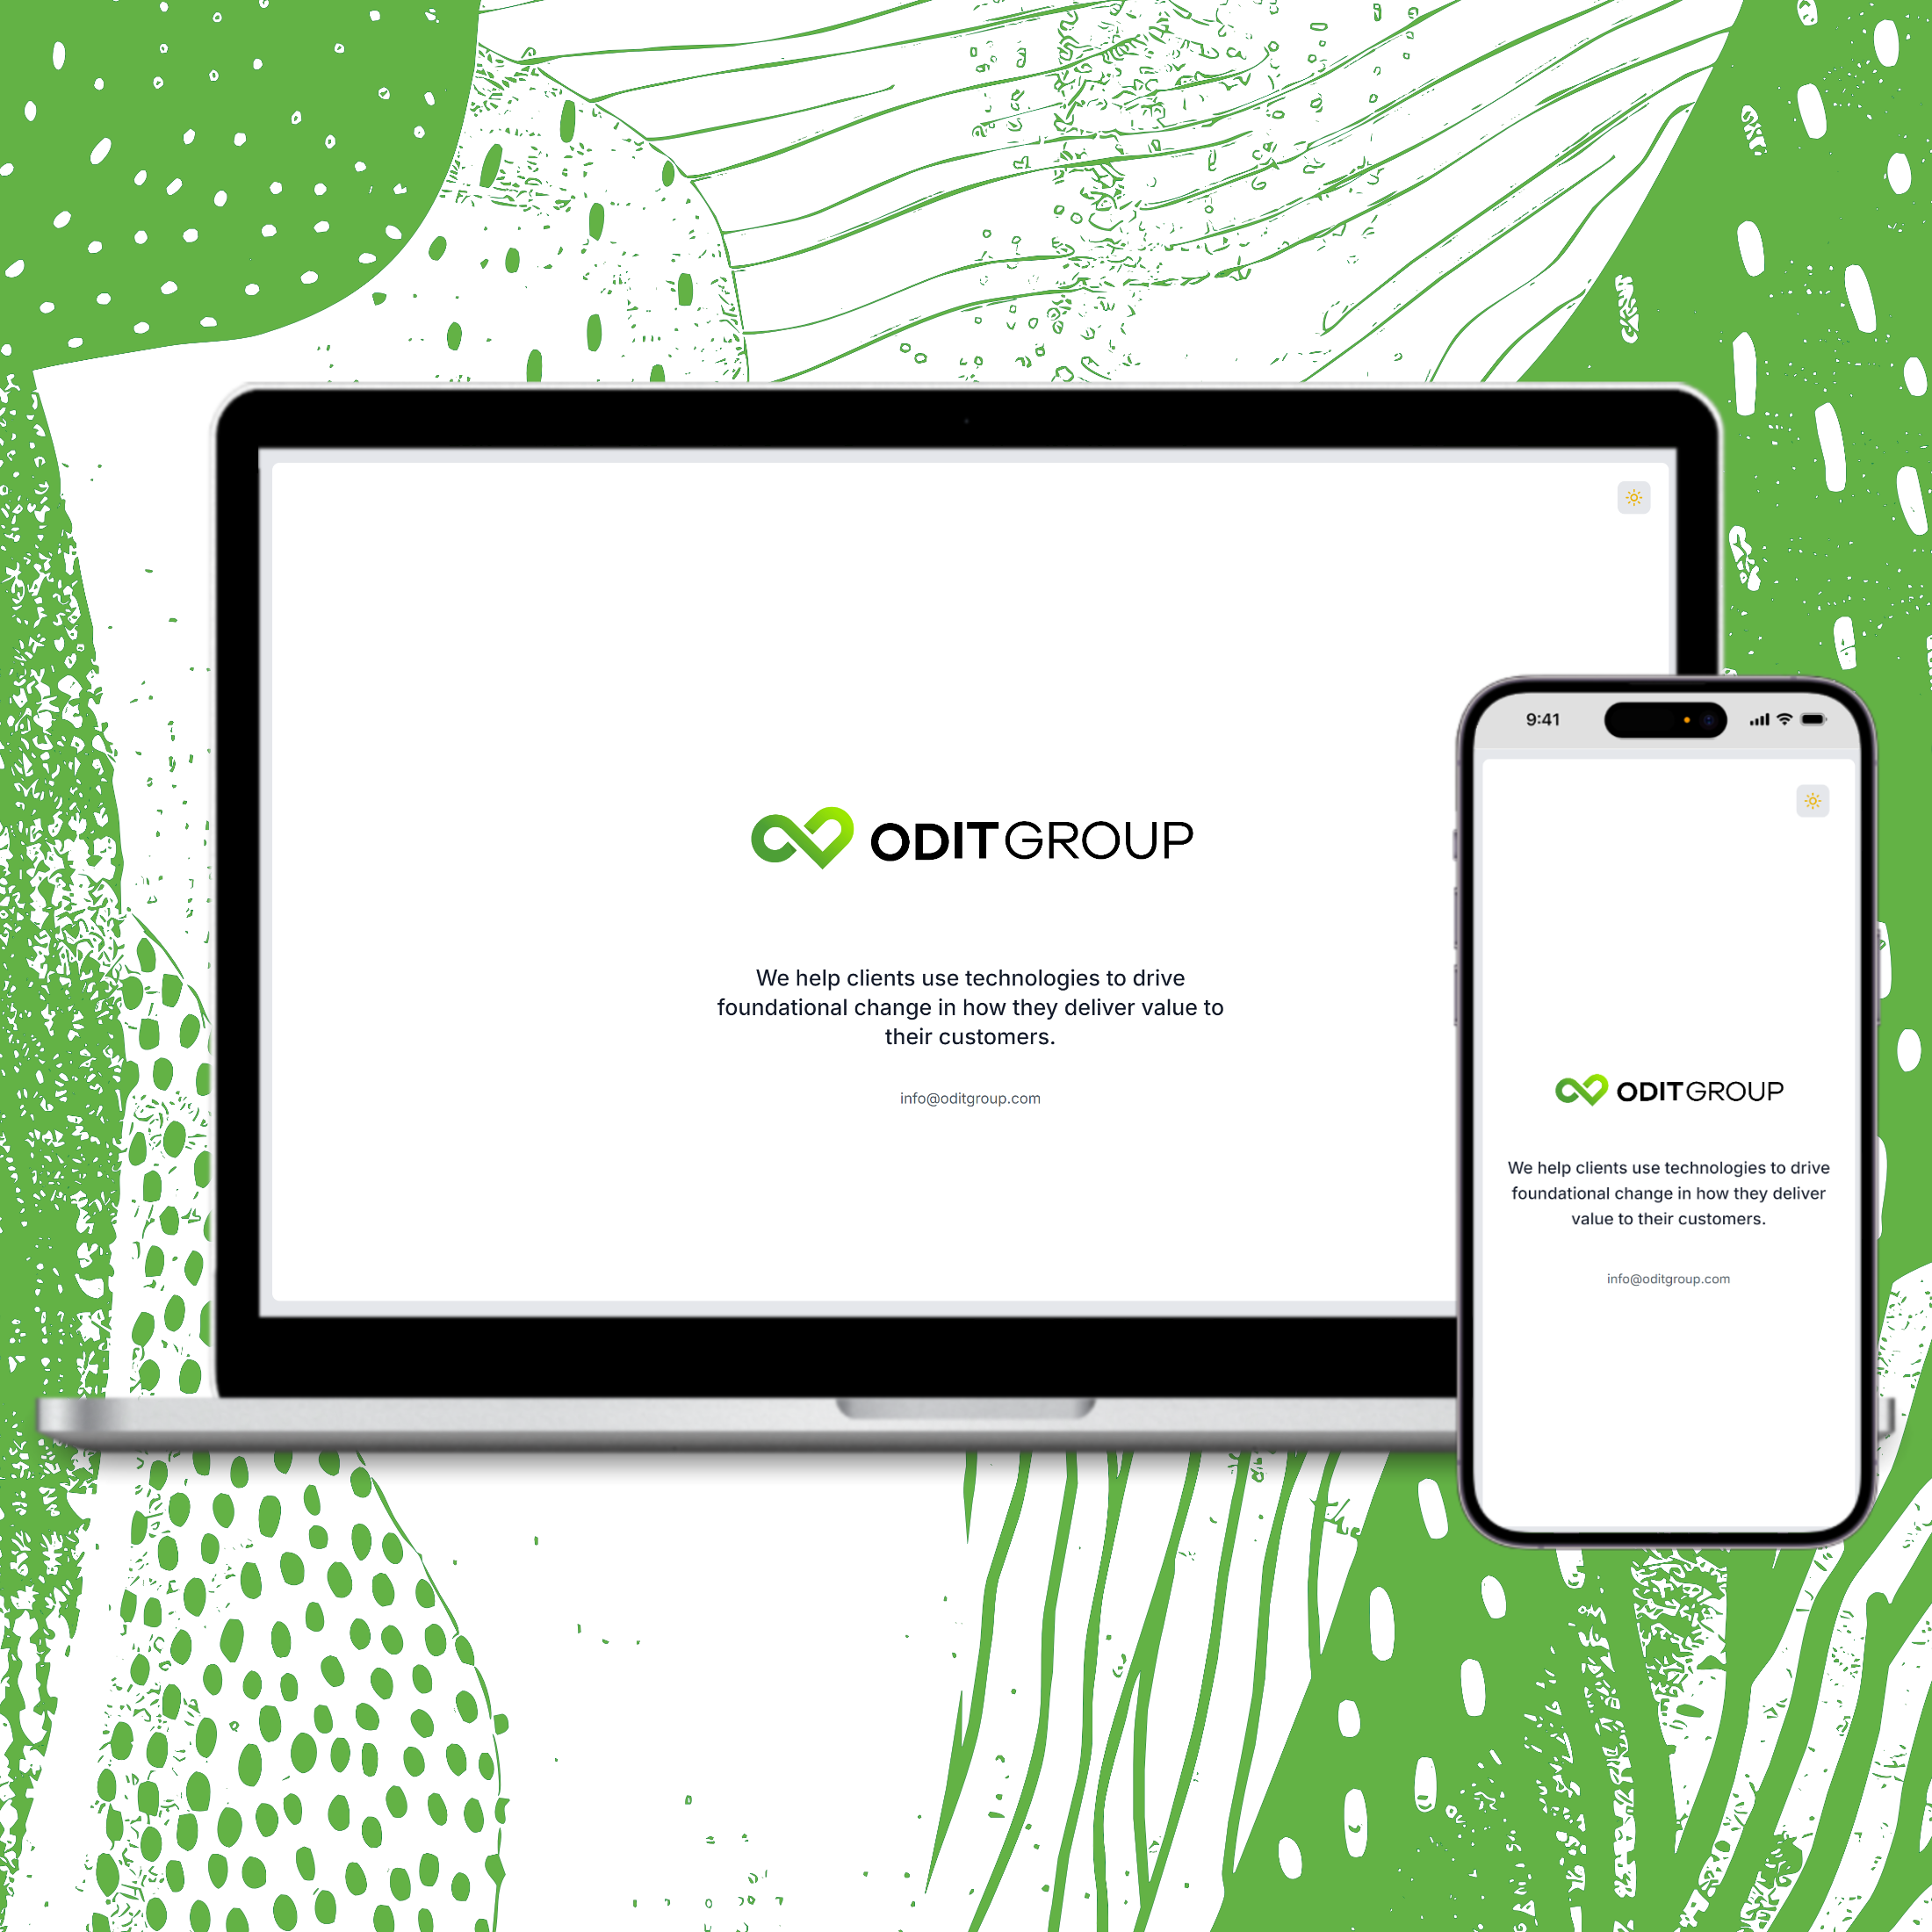 ODITGROUP
We help clients use technologies to drive
foundational change in how they deliver value to
their customers.
info@oditgroup.com
9:41
ODITGROUP
We help clients use technologies to drive
foundational change in how they deliver
value to their customers.
info@oditgroup.com